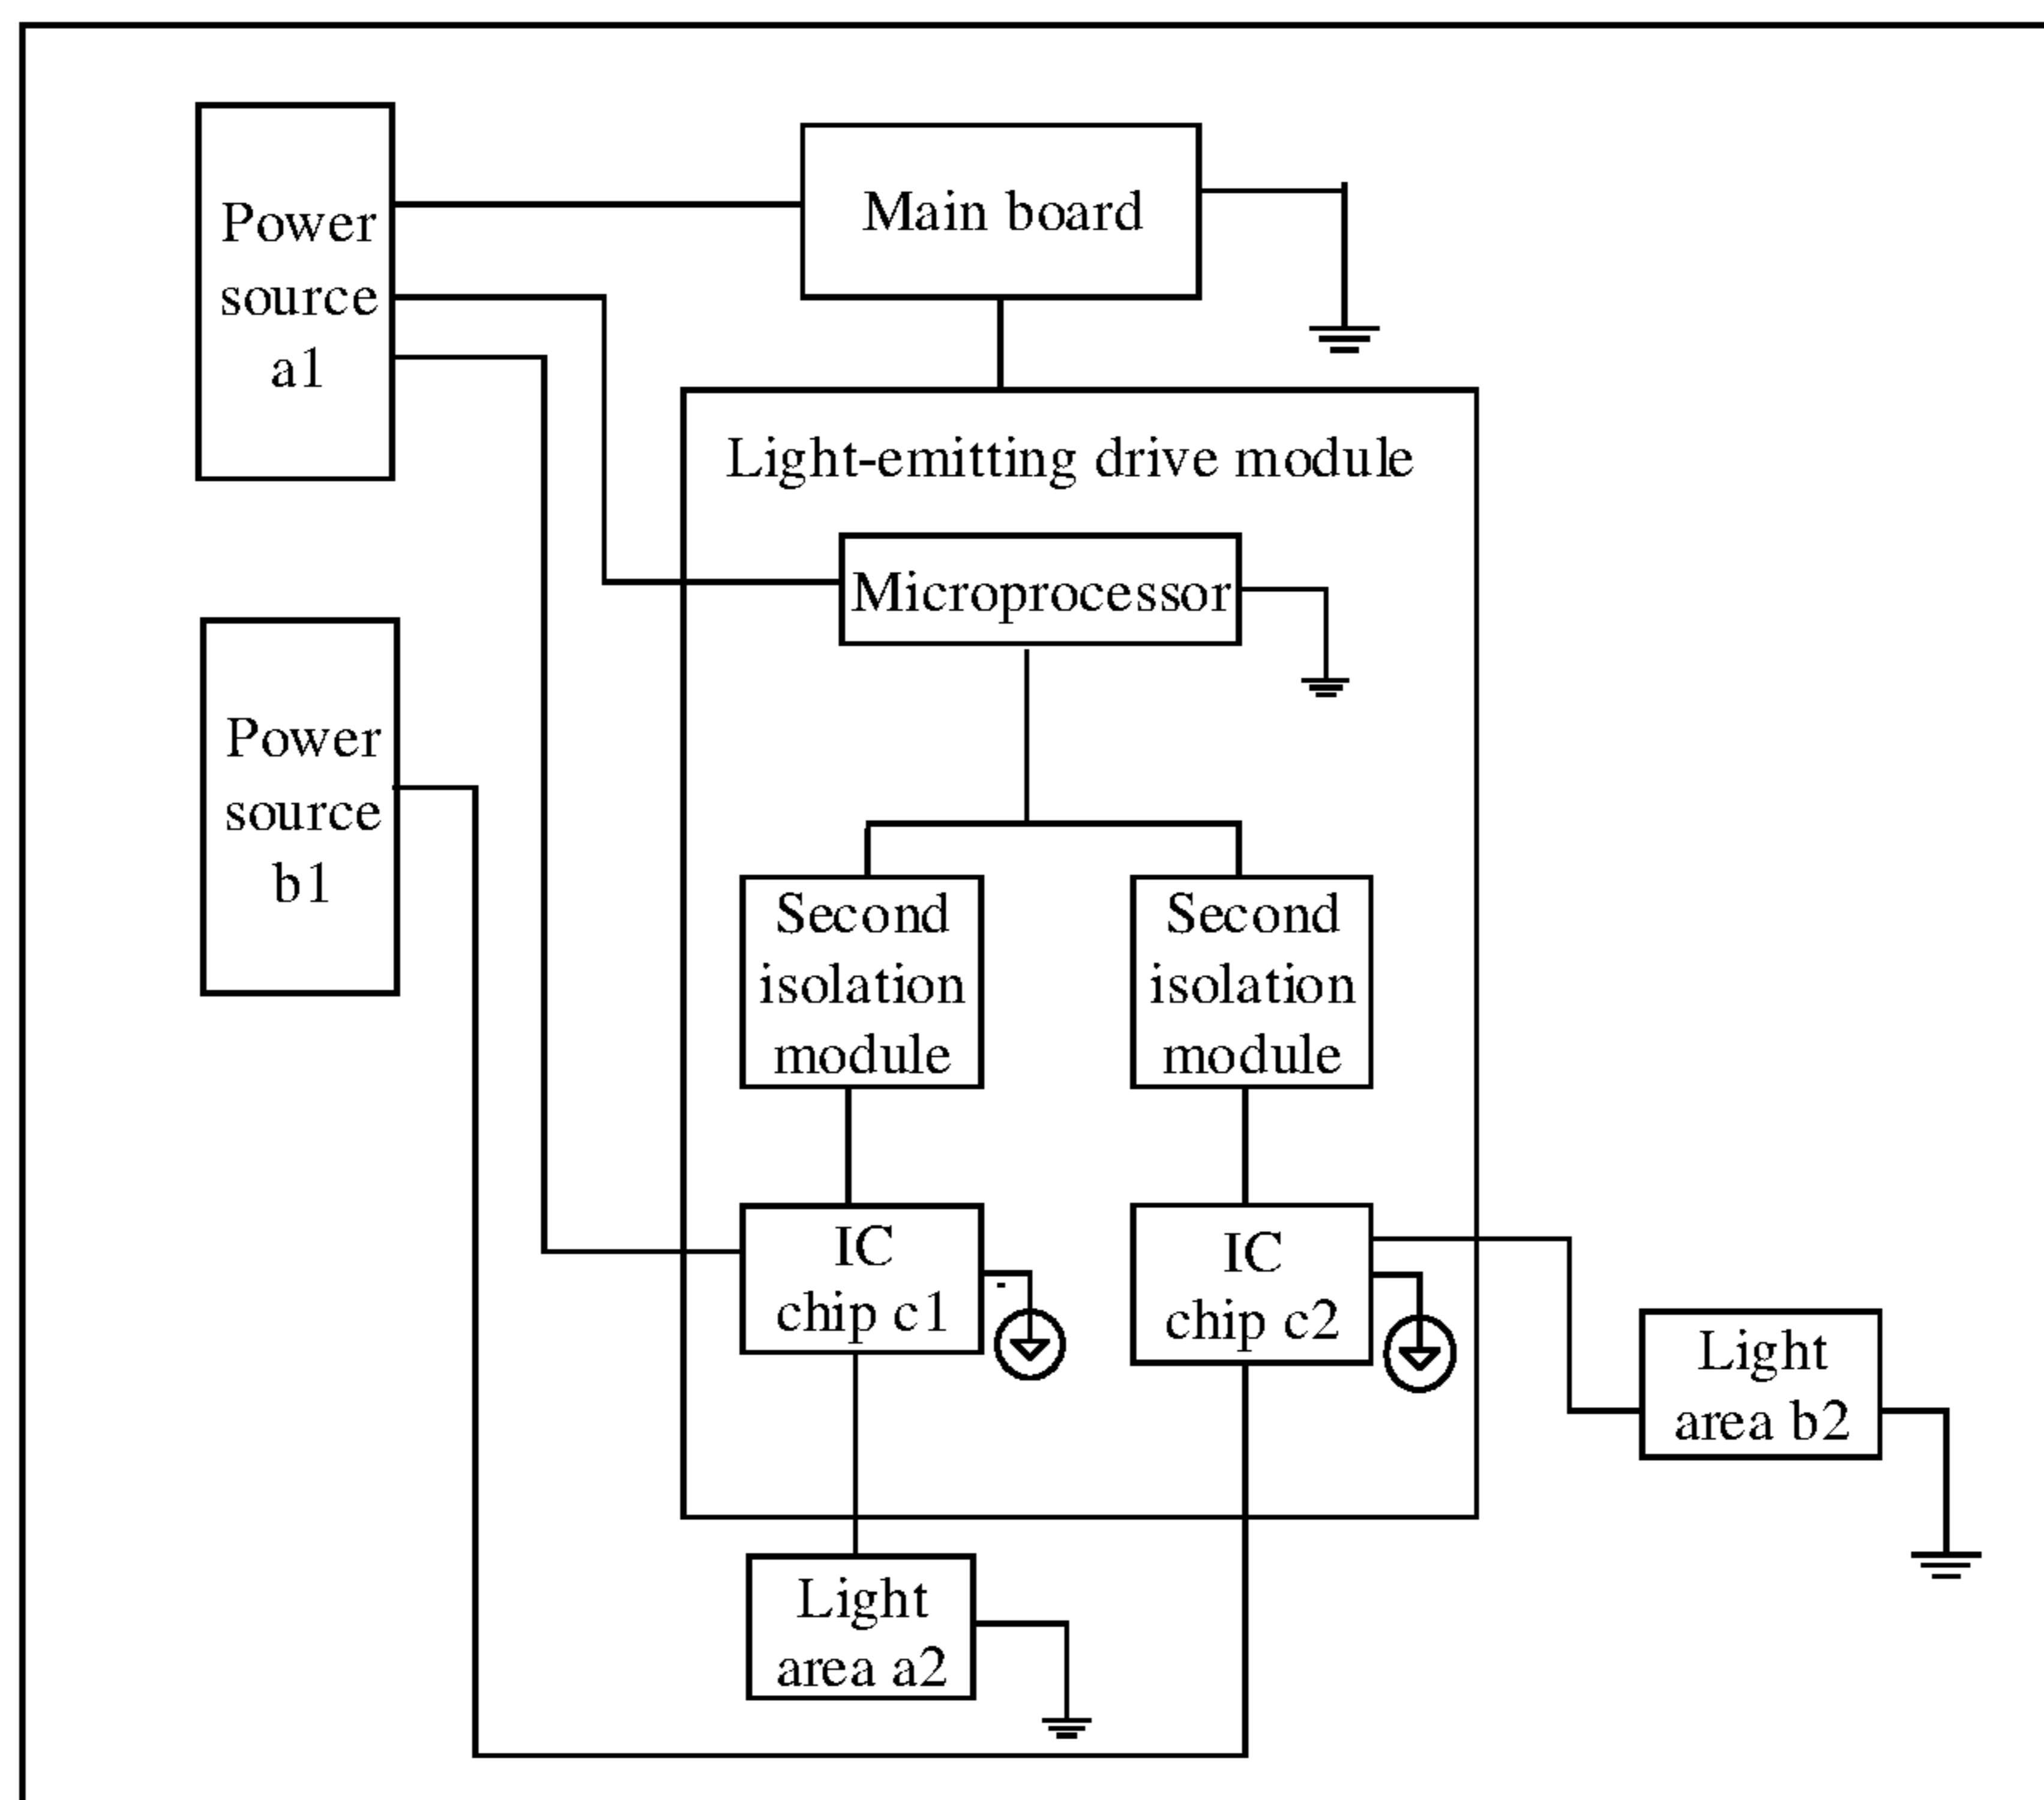 Power
source
a1
Main board
Light-emitting drive module
Microprocessor
Power
source
b1
Second
isolation
module
Second
isolation
module
IC
chip c1
IC
chip c2
Light
area b2
Light
area a2